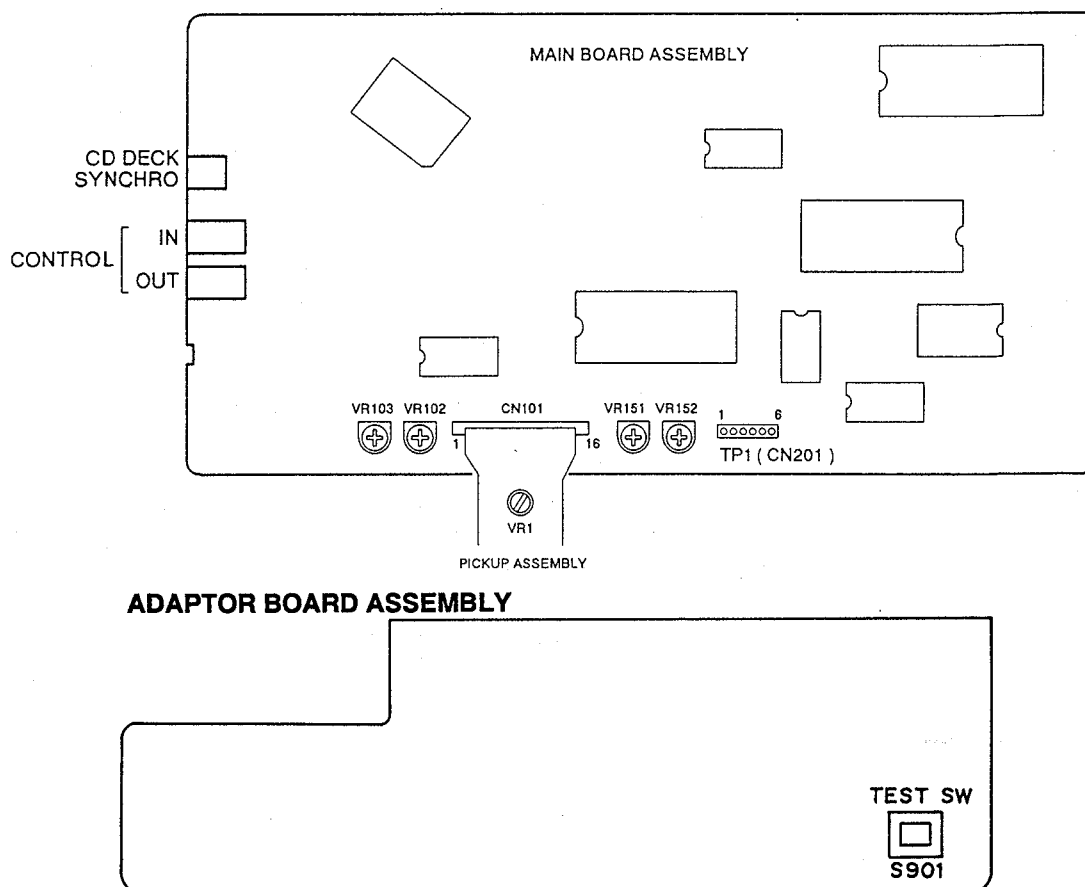 MAIN BOARD ASSEMBLY
CD DECK
SYNCHRO
CONTROL
IN
OUT
VR103
VR102
CN101
VR151
VR152
1
6
1
16
TP1 ( CN201 )
VR1
PICKUP ASSEMBLY
ADAPTOR BOARD ASSEMBLY
TEST SW
S901